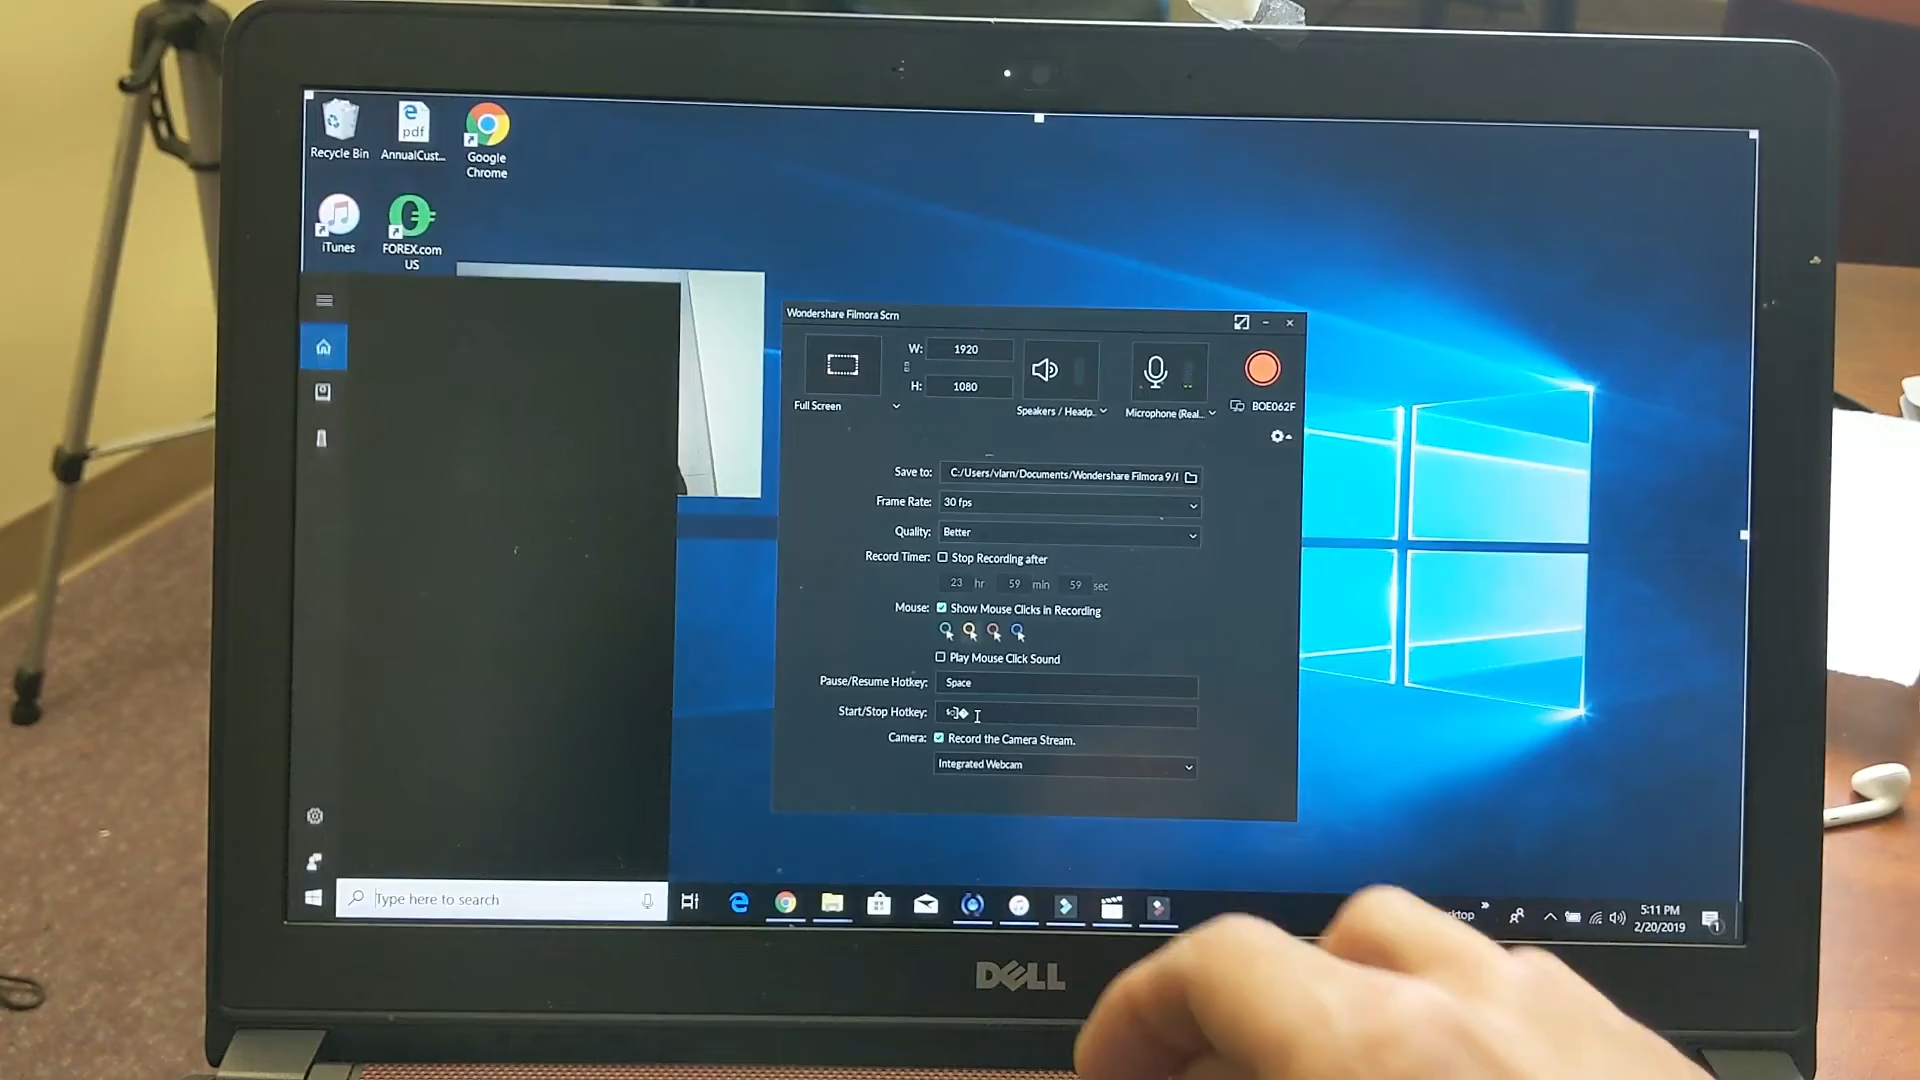 Recycle Bin
AnnualCust...
pdf
Google
Chrome
iTunes
FOREX.com
US
Wondershare Filmora Scrn
W: 1920
H: 1080
Full Screen
Speakers / Headp..
Microphone (Real...
BOE062F
Save to: C:/Users/vlarn/Documents/Wondershare Filmora 9/
Frame Rate: 30 fps
Quality: Better
Record Timer: Stop Recording after
23 hr 59 min 59 sec
Mouse: Show Mouse Clicks in Recording
Play Mouse Click Sound
Pause/Resume Hotkey: Space
Start/Stop Hotkey:
Camera: Record the Camera Stream.
Integrated Webcam
Type here to search
5:11 PM
2/20/2019
1
DELL